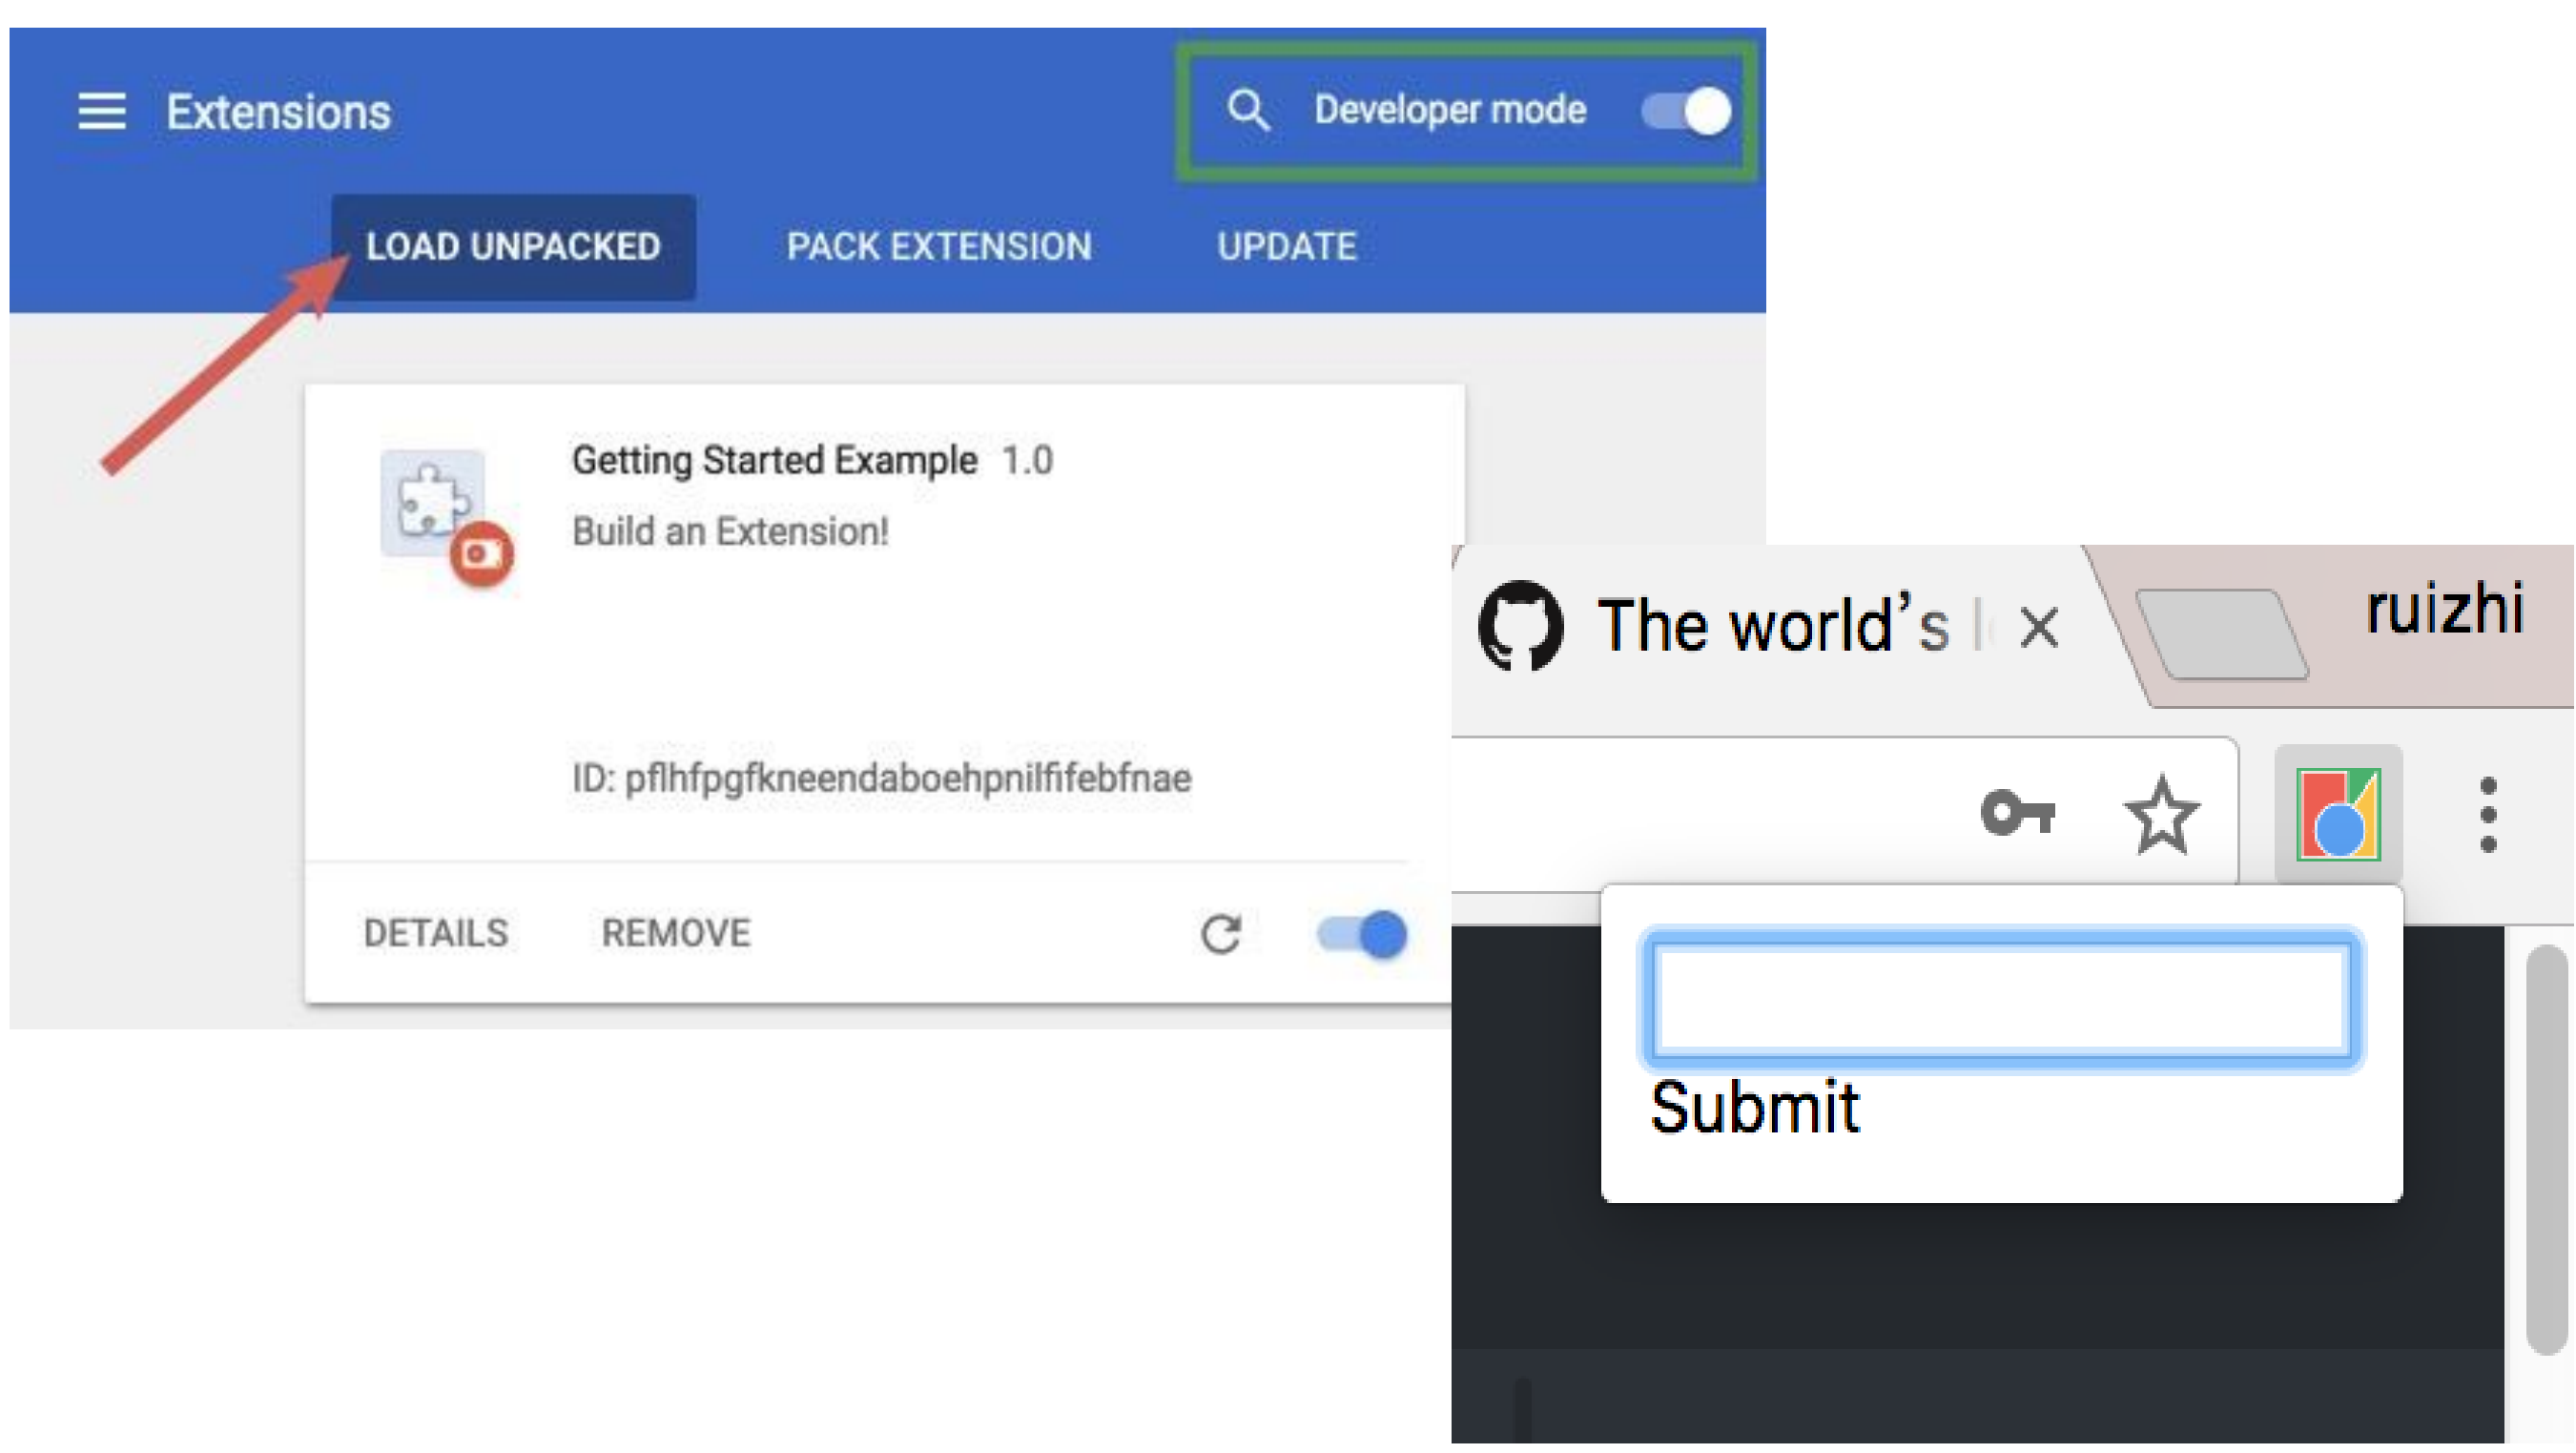 Extensions
Developer mode
LOAD UNPACKED PACK EXTENSION UPDATE
Getting Started Example 1.0
Build an Extension!
ID: pflhfpgfkneendaboehpnilfifebfnae
DETAILS REMOVE
The world's
ruizhi
Submit